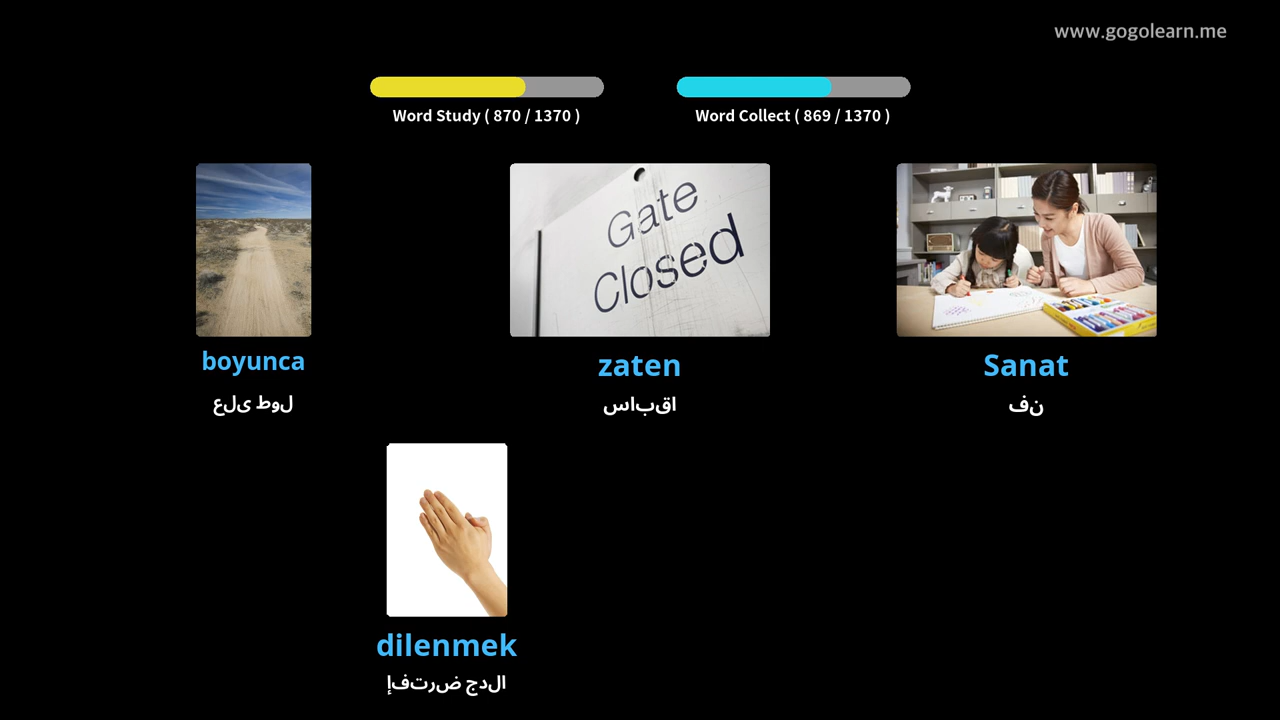 www.gogolearn.me
Word Study ( 870 / 1370 )
Word Collect ( 869 / 1370 )
Gate
Closed
boyunca
لوط ىلع
zaten
اقباس
Sanat
نف
dilenmek
الدج ضرتفإ